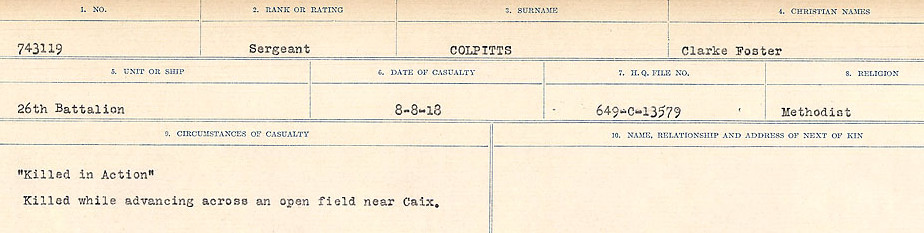 1. NO. 2. RANK OR RATING 3. SURNAME 4. CHRISTIAN NAMES
743119 Sergeant COLPITTS Clarke Foster
5. UNIT OR SHIP 6. DATE OF CASUALTY 7. H.Q. FILE NO. 8. RELIGION
26th Battalion 8-8-18 649-C-13579 Methodist
9. CIRCUMSTANCES OF CASUALTY 10. NAME, RELATIONSHIP AND ADDRESS OF NEXT OF KIN
"Killed in Action"
Killed while advancing across an open field near Caix.